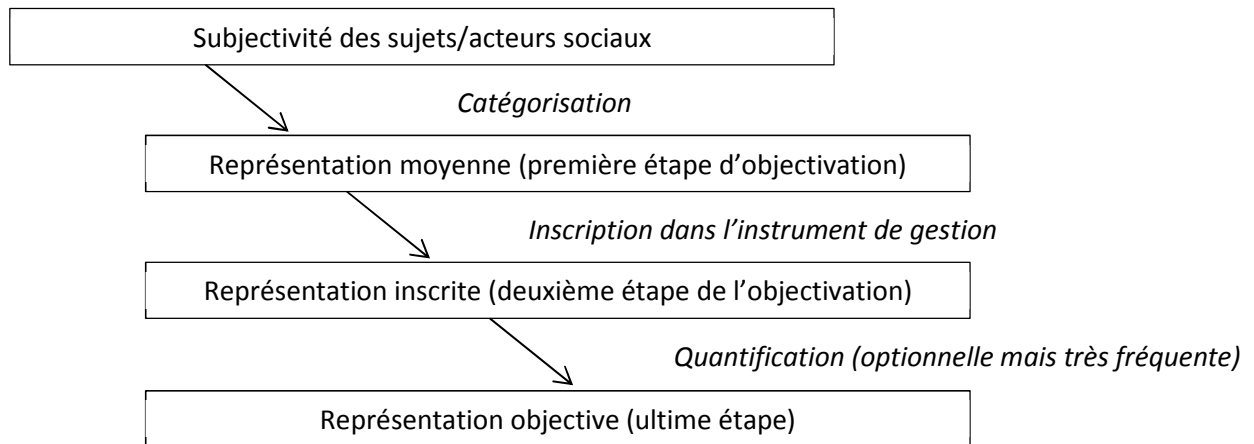 Subjectivité des sujets/acteurs sociaux
Catégorisation
Représentation moyenne (première étape d’objectivation)
Inscription dans l’instrument de gestion
Représentation inscrite (deuxième étape de l’objectivation)
Quantification (optionnelle mais très fréquente)
Représentation objective (ultime étape)